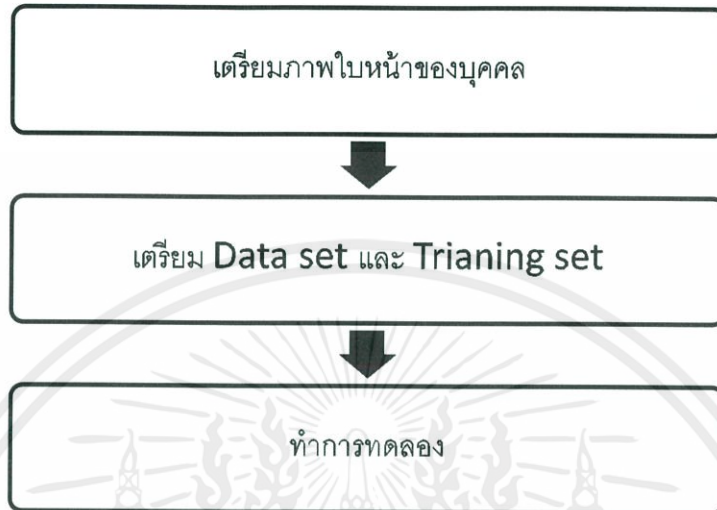 เตรียมภาพใบหน้าของบุคคล
เตรียม Data set และ Trianing set
ทำการทดลอง